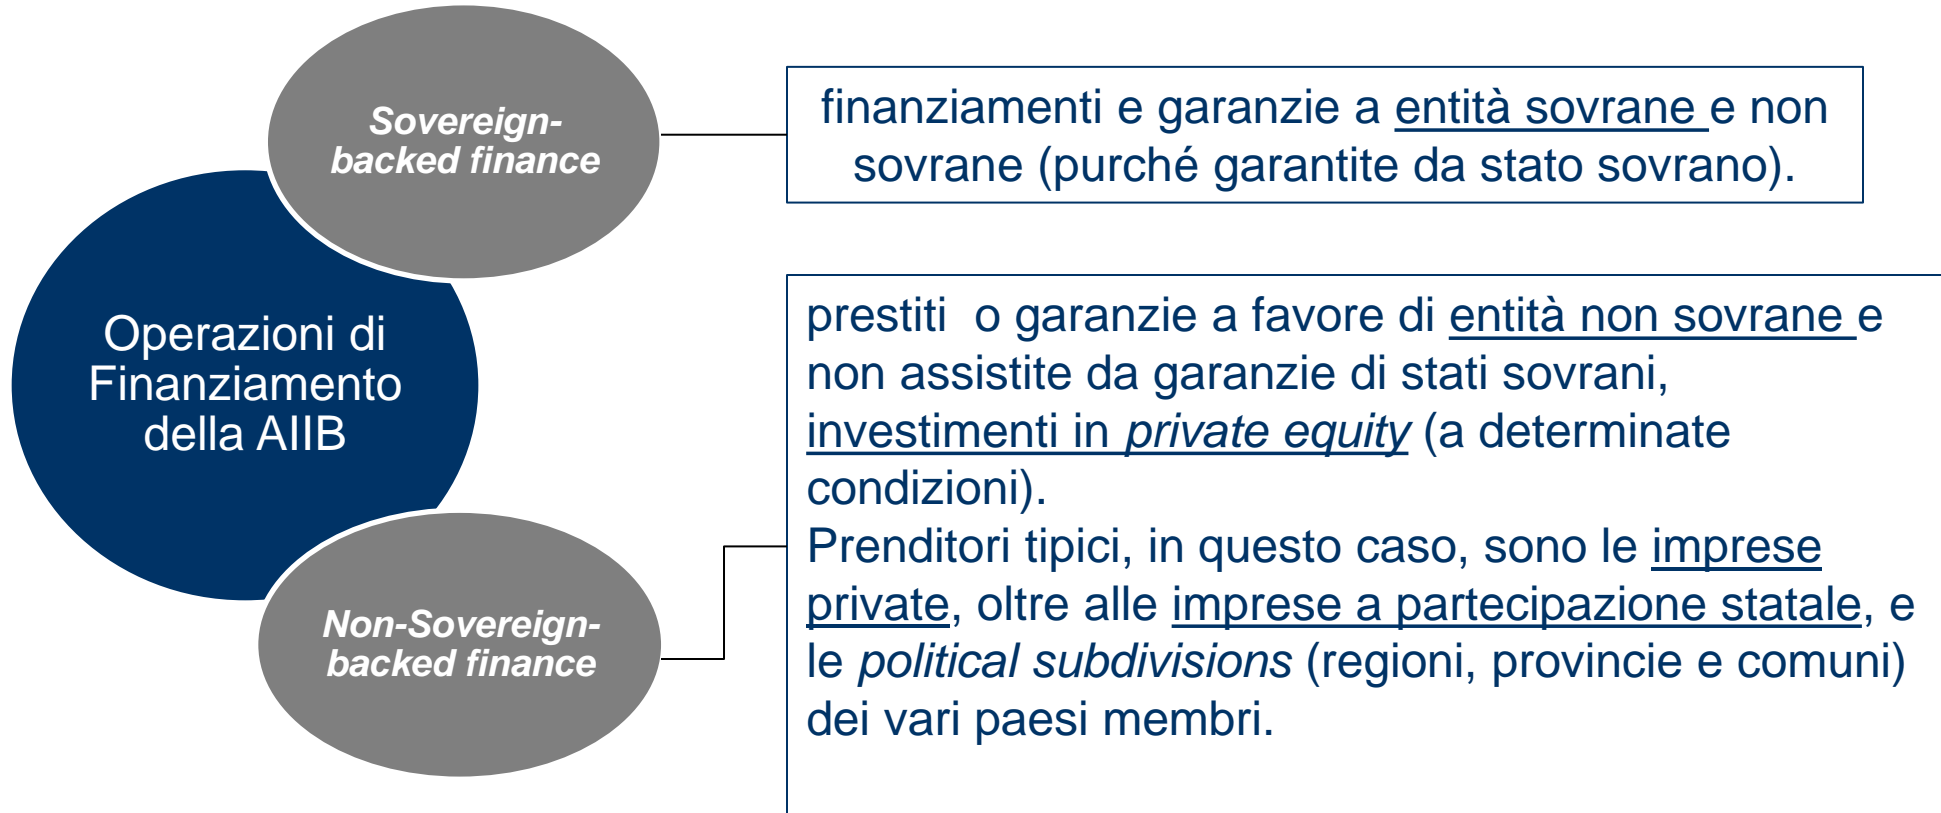 Sovereign-
backed finance
finanziamenti e garanzie a entità sovrane e non
sovrane (purché garantite da stato sovrano).
Operazioni di
Finanziamento
della AIIB
prestiti  o garanzie a favore di entità non sovrane e
non assistite da garanzie di stati sovrani,
investimenti in private equity (a determinate
condizioni).
Prenditori tipici, in questo caso, sono le imprese
private, oltre alle imprese a partecipazione statale, e
le political subdivisions (regioni, provincie e comuni)
dei vari paesi membri.
Non-Sovereign-
backed finance